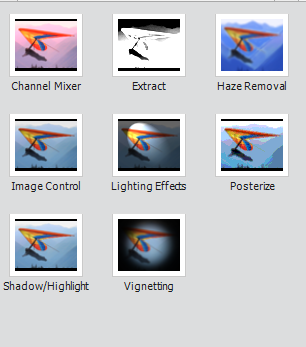 Channel Mixer
Extract
Haze Removal
Image Control
Lighting Effects
Posterize
Shadow/Highlight
Vignetting